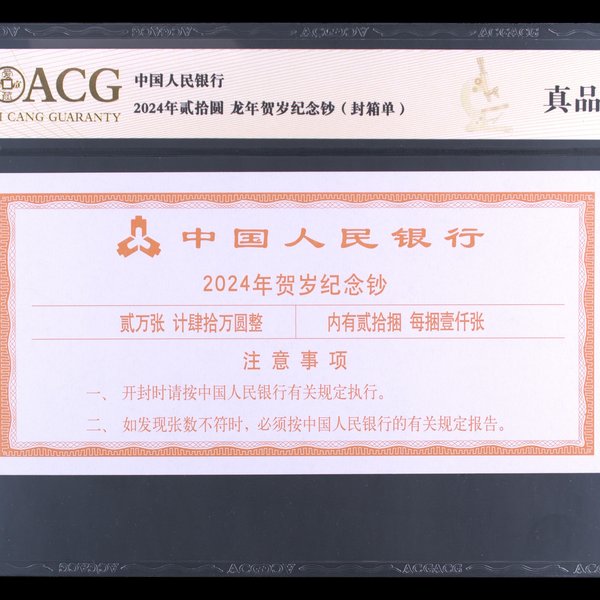 ACG
中国人民银行
I CANG GUARANTY
2024年贰拾圆 龙年贺岁纪念钞（封箱单）
真品
中国人民银行
2024年贺岁纪念钞
贰万张 计肆拾万圆整
内有贰拾捆 每捆壹仟张
注意事项
一、 开封时请按中国人民银行有关规定执行。
二、 如发现张数不符时，必须按中国人民银行的有关规定报告。